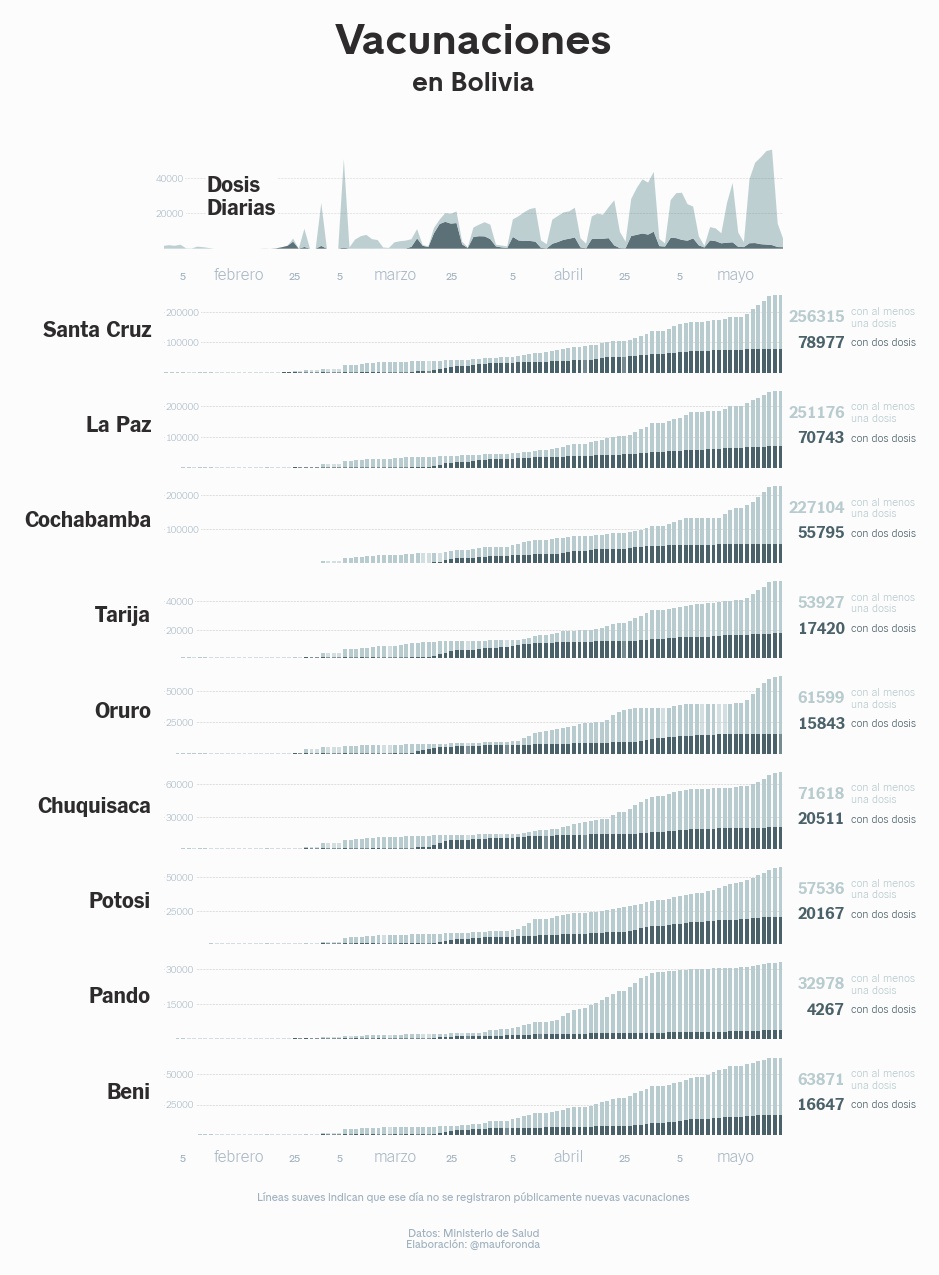 Vacunaciones
en Bolivia
Dosis
Diarias
40000
20000
5 febrero 25 5 marzo 25 5 abril 25 5 mayo
Santa Cruz
200000
100000
256315 con al menos
una dosis
78977 con dos dosis
La Paz
200000
100000
251176 con al menos
una dosis
70743 con dos dosis
Cochabamba
200000
100000
227104 con al menos
una dosis
55795 con dos dosis
Tarija
40000
20000
53927 con al menos
una dosis
17420 con dos dosis
Oruro
50000
25000
61599 con al menos
una dosis
15843 con dos dosis
Chuquisaca
60000
30000
71618 con al menos
una dosis
20511 con dos dosis
Potosi
50000
25000
57536 con al menos
una dosis
20167 con dos dosis
Pando
30000
15000
32978 con al menos
una dosis
4267 con dos dosis
Beni
50000
25000
63871 con al menos
una dosis
16647 con dos dosis
5 febrero 25 5 marzo 25 5 abril 25 5 mayo
Líneas suaves indican que ese día no se registraron públicamente nuevas vacunaciones
Datos: Ministerio de Salud
Elaboración: @mauforonda